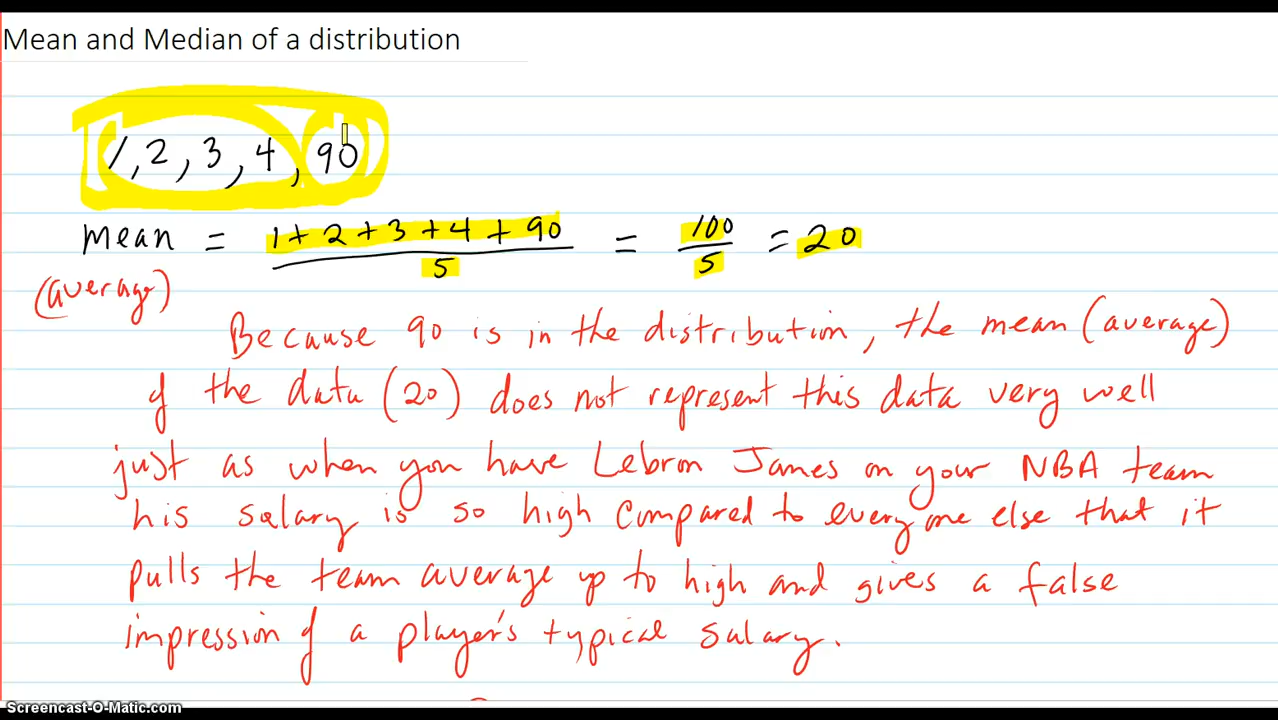 Mean and Median of a distribution
1, 2, 3, 4, 90
mean = 1 + 2 + 3 + 4 + 90 / 5 = 100 / 5 = 20
(average)
Because 90 is in the distribution, the mean (average)
of the data (20) does not represent this data very well
just as when you have Lebron James on your NBA team
his salary is so high compared to everyone else that it
pulls the team average up to high and gives a false
impression of a player's typical salary.
Screencast-O-Matic.com